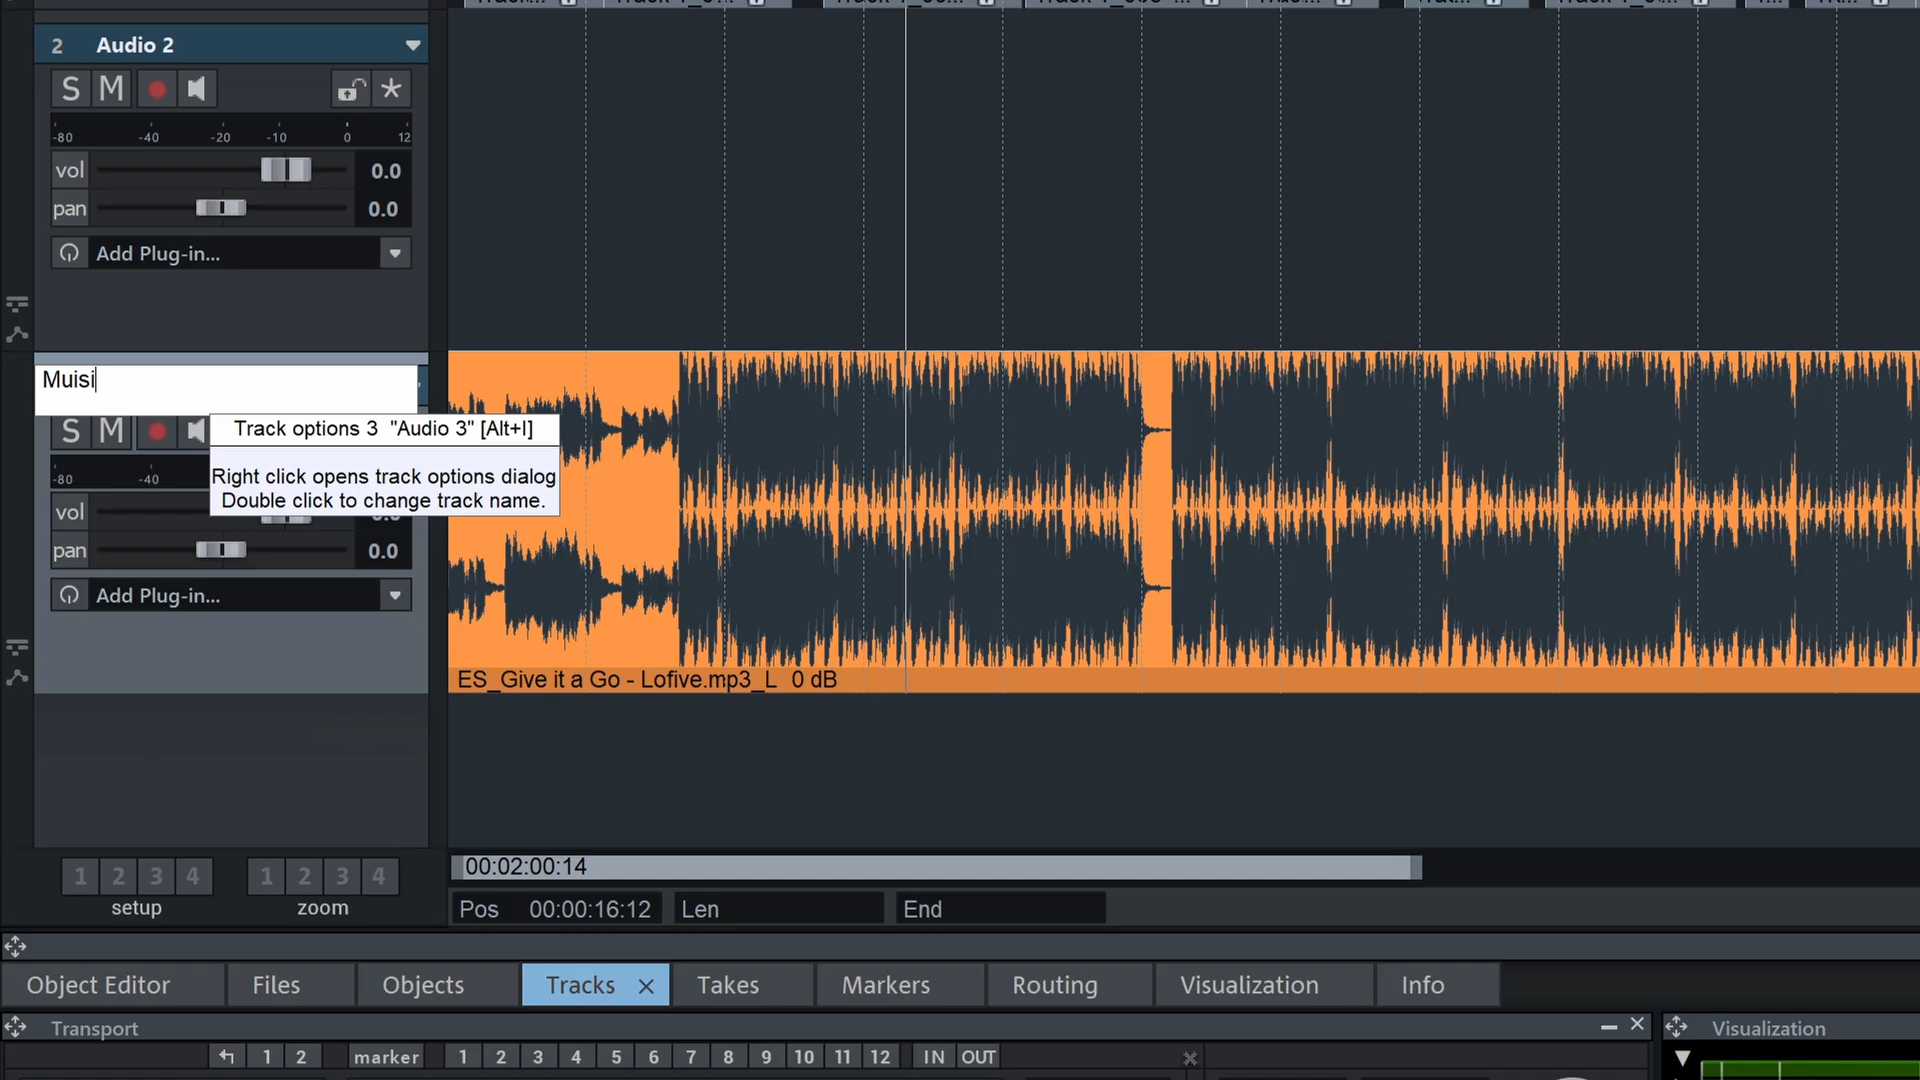 2 Audio 2
S M
-80 -40 -20 -10 0 12
vol 0.0
pan 0.0
Add Plug-in...
Muisi
S M
Track options 3 "Audio 3" [Alt+I]
-80 -40
Right click opens track options dialog
Double click to change track name.
vol
pan 0.0
Add Plug-in...
ES_Give it a Go - Lofive.mp3_L 0 dB
00:02:00:14
1 2 3 4 1 2 3 4
setup zoom
Pos 00:00:16:12 Len End
Object Editor Files Objects Tracks Takes Markers Routing Visualization Info
Transport Visualization
1 2 marker 1 2 3 4 5 6 7 8 9 10 11 12 IN OUT